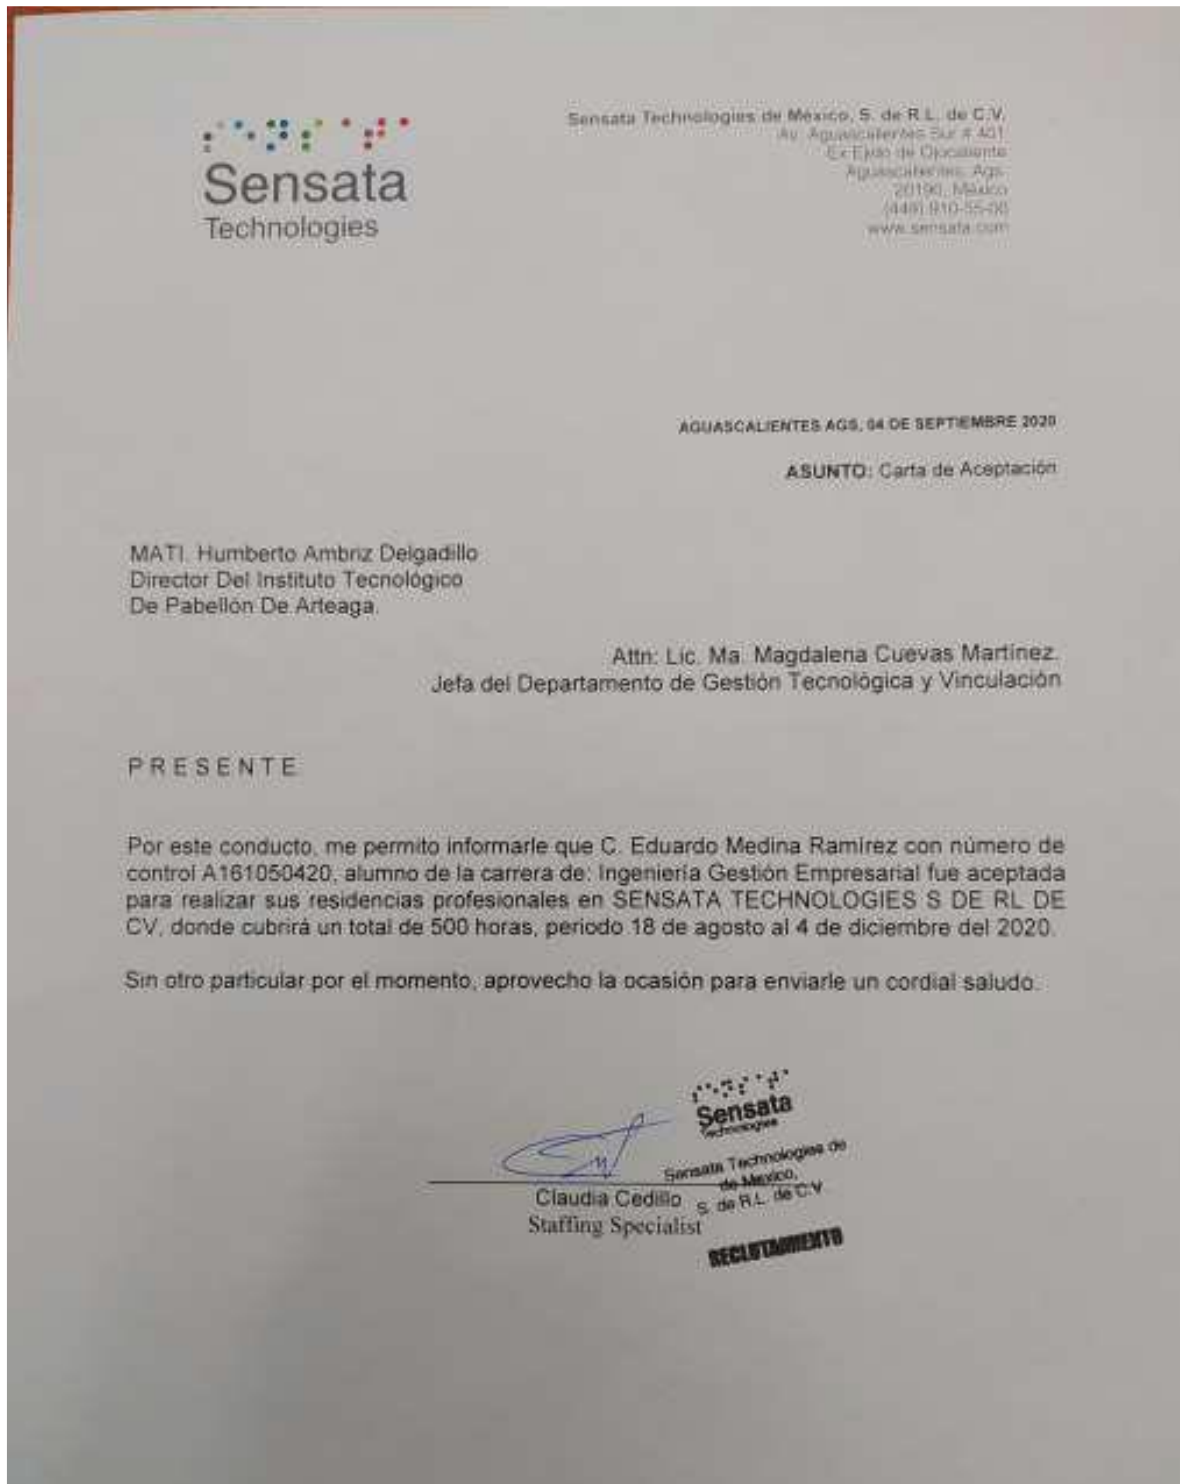 Sensata
Technologies
Sensata Technologies de México, S. de R.L. de C.V.
Av. Aguascalientes Sur # 401
Ex Ejido de Ojocaliente
Aguascalientes, Ags.
20190, México
(449) 910-55-00
www.sensata.com
AGUASCALIENTES AGS, 04 DE SEPTIEMBRE 2020
ASUNTO: Carta de Aceptación
MATI. Humberto Ambriz Delgadillo
Director Del Instituto Tecnológico
De Pabellón De Arteaga.
Attn: Lic. Ma. Magdalena Cuevas Martínez.
Jefa del Departamento de Gestión Tecnológica y Vinculación
P R E S E N T E
Por este conducto, me permito informarle que C. Eduardo Medina Ramírez con número de
control A161050420, alumno de la carrera de: Ingeniería Gestión Empresarial fue aceptada
para realizar sus residencias profesionales en SENSATA TECHNOLOGIES S DE RL DE
CV, donde cubrirá un total de 500 horas, periodo 18 de agosto al 4 de diciembre del 2020.
Sin otro particular por el momento, aprovecho la ocasión para enviarle un cordial saludo.
Sensata
Technologies
Sensata Technologies de
de México,
S. de R.L. de C.V.
RECLUTAMIENTO
Claudia Cedillo
Staffing Specialist